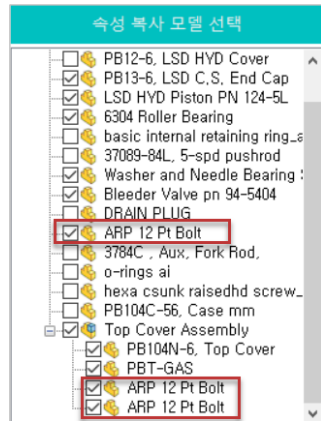 속성 복사 모델 선택
PB12-6, LSD HYD Cover
PB13-6, LSD C,S, End Cap
LSD HYD Piston PN 124-5L
6304 Roller Bearing
basic internal retaining ring_a
37089-84L, 5-spd pushrod
Washer and Needle Bearing
Bleeder Valve pn 94-5404
DRAIN PLUG
ARP 12 Pt Bolt
3784C , Aux, Fork Rod,
o-rings ai
hexa csunk raisedhd screw_
PB104C-56, Case mm
Top Cover Assembly
PB104N-6, Top Cover
PBT-GAS
ARP 12 Pt Bolt
ARP 12 Pt Bolt